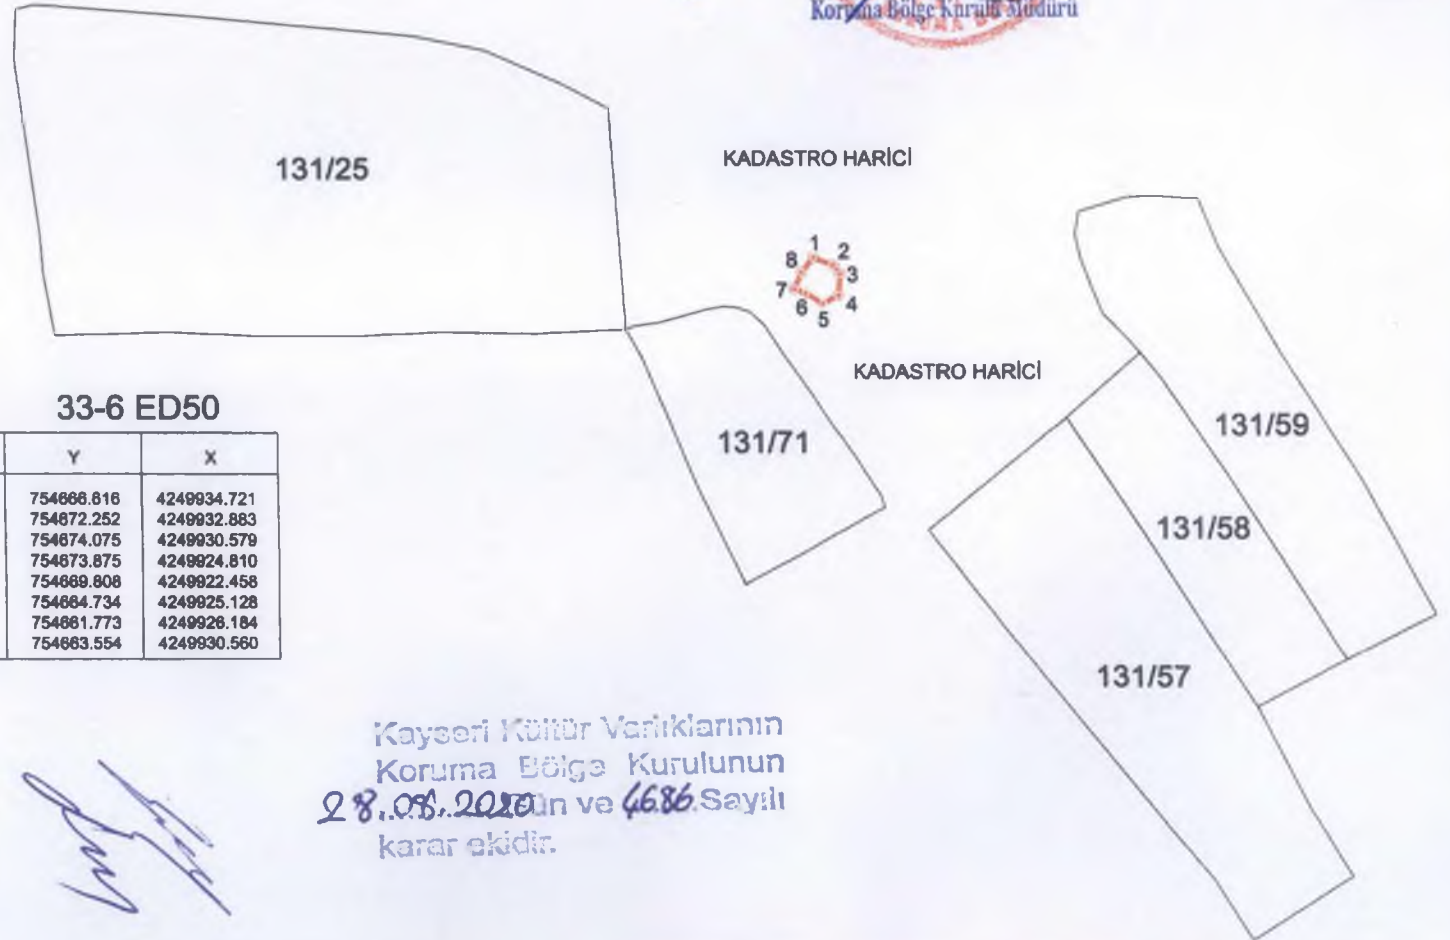 Koruma Bölge Kurulu Müdürü
131/25
KADASTRO HARİCİ
1
2
8
3
7
4
6
5
KADASTRO HARİCİ
33-6 ED50
131/71
131/59
Y X
754666.616 4249934.721
754672.252 4249932.883
754674.075 4249930.579
754673.875 4249924.810
754669.808 4249922.458
754664.734 4249925.128
754661.773 4249926.184
754663.554 4249930.560
131/58
131/57
Kayseri Kültür Varlıklarının
Koruma Bölge Kurulunun
28.08.2020 gün ve 4686 Sayılı
karar ekidir.